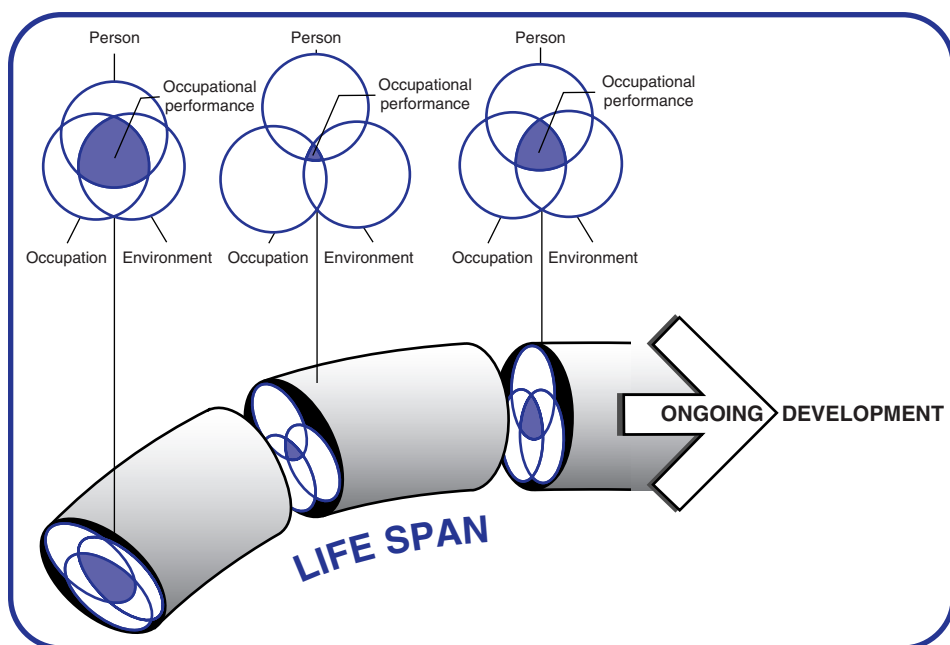 Person
Occupational
performance
Occupation
Environment
Person
Occupational
performance
Occupation
Environment
Person
Occupational
performance
Occupation
Environment
ONGOING DEVELOPMENT
LIFE SPAN